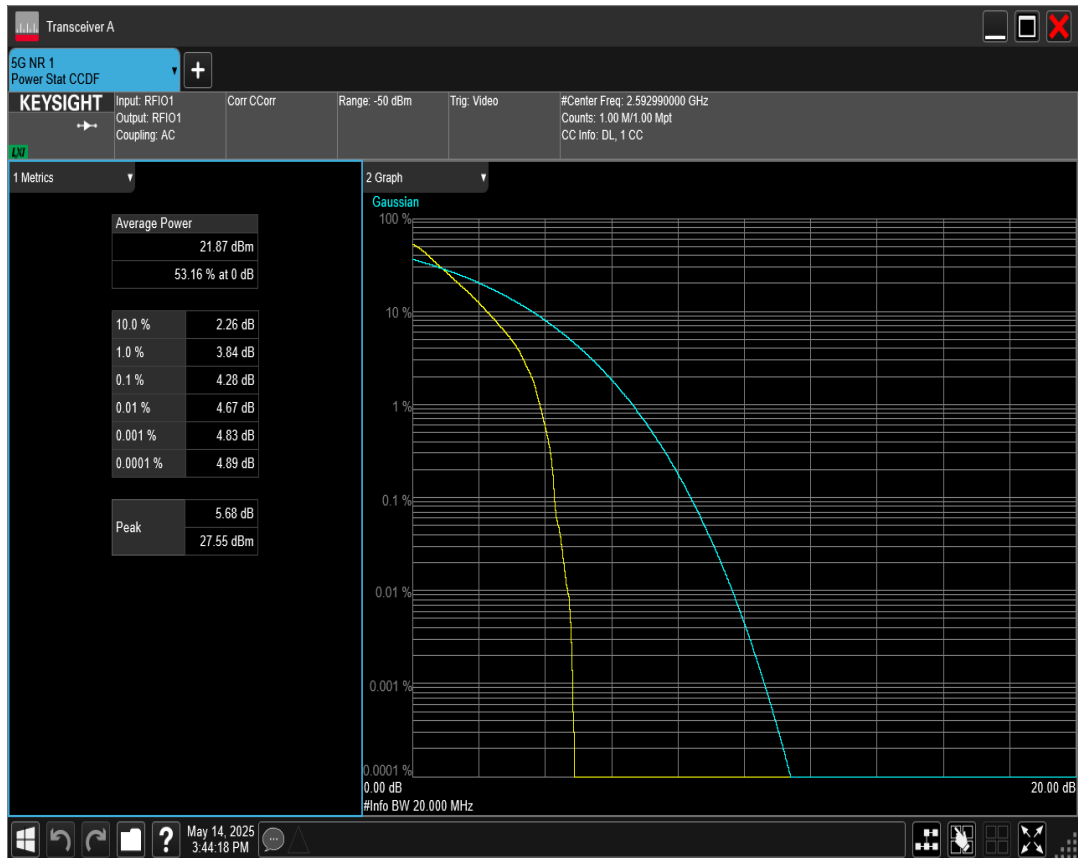 Transceiver A
5G NR 1
Power Stat CCDF
+
KEYSIGHT
LXI
Input: RFIO1
Output: RFIO1
Coupling: AC
Corr CCorr
Range: -50 dBm
Trig: Video
#Center Freq: 2.592990000 GHz
Counts: 1.00 M/1.00 Mpt
CC Info: DL, 1 CC
1 Metrics
Average Power
21.87 dBm
53.16 % at 0 dB
10.0 % 2.26 dB
1.0 % 3.84 dB
0.1 % 4.28 dB
0.01 % 4.67 dB
0.001 % 4.83 dB
0.0001 % 4.89 dB
Peak
5.68 dB
27.55 dBm
2 Graph
Gaussian
100 %
10 %
1 %
0.1 %
0.01 %
0.001 %
0.0001 %
0.00 dB 20.00 dB
#Info BW 20.000 MHz
?
May 14, 2025
3:44:18 PM